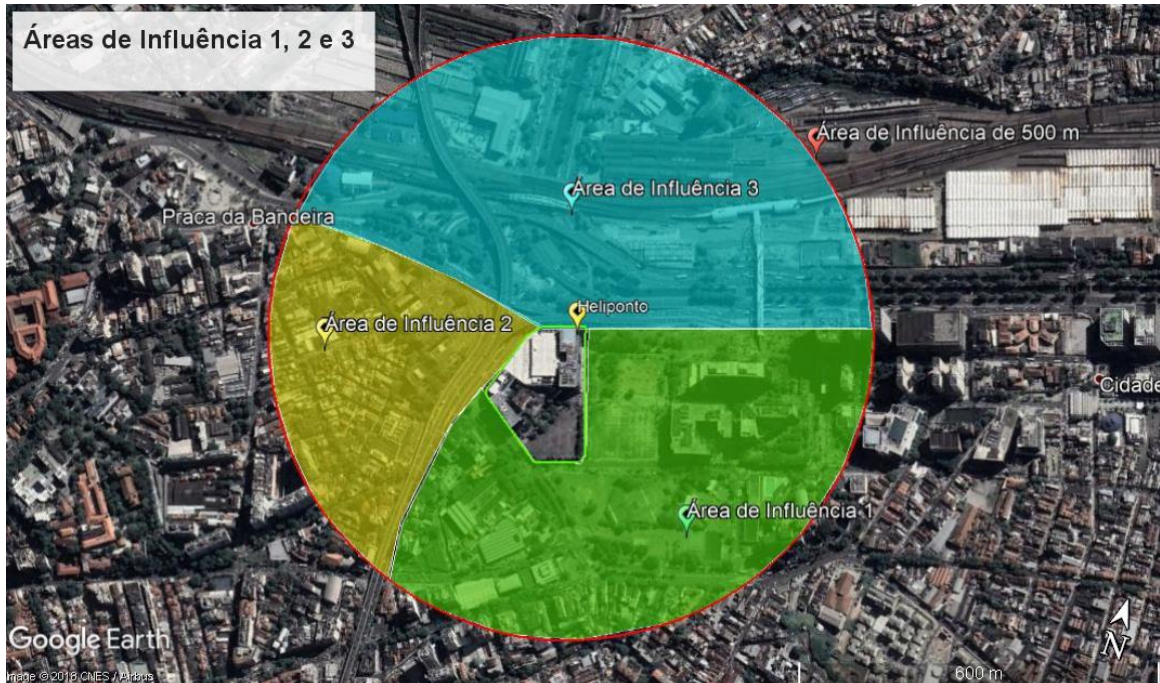 Áreas de Influência 1, 2 e 3
Área de Influência de 500 m
Área de Influência 3
Praca da Bandeira
Heliponto
Área de Influência 2
Cidade
Área de Influência 1
Google Earth
N
Image © 2018 CNES / Airbus
600 m